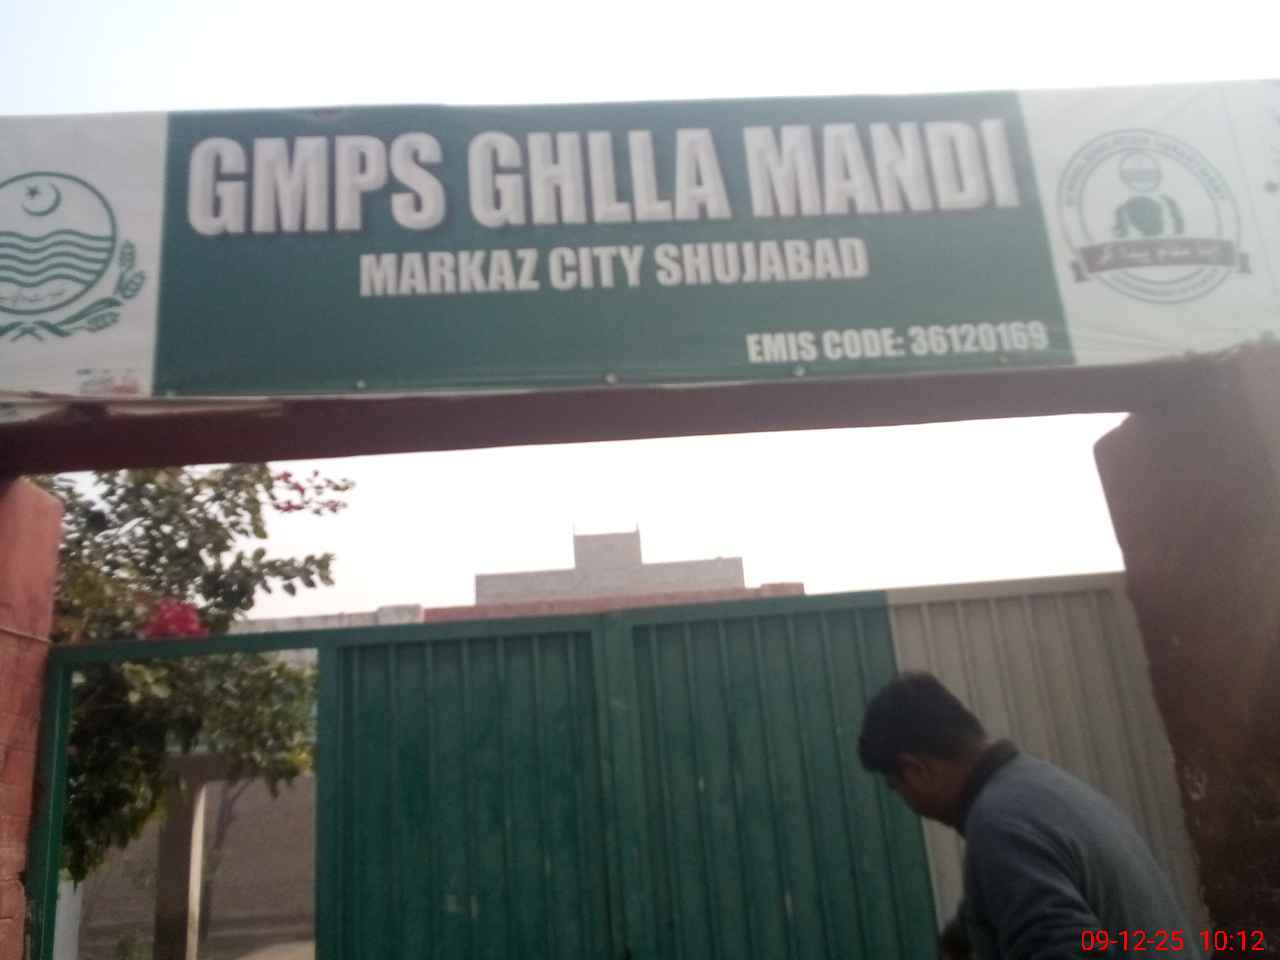 GMPS GHLLA MANDI
MARKAZ CITY SHUJABAD
EMIS CODE: 36120169
09-12-25 10:12